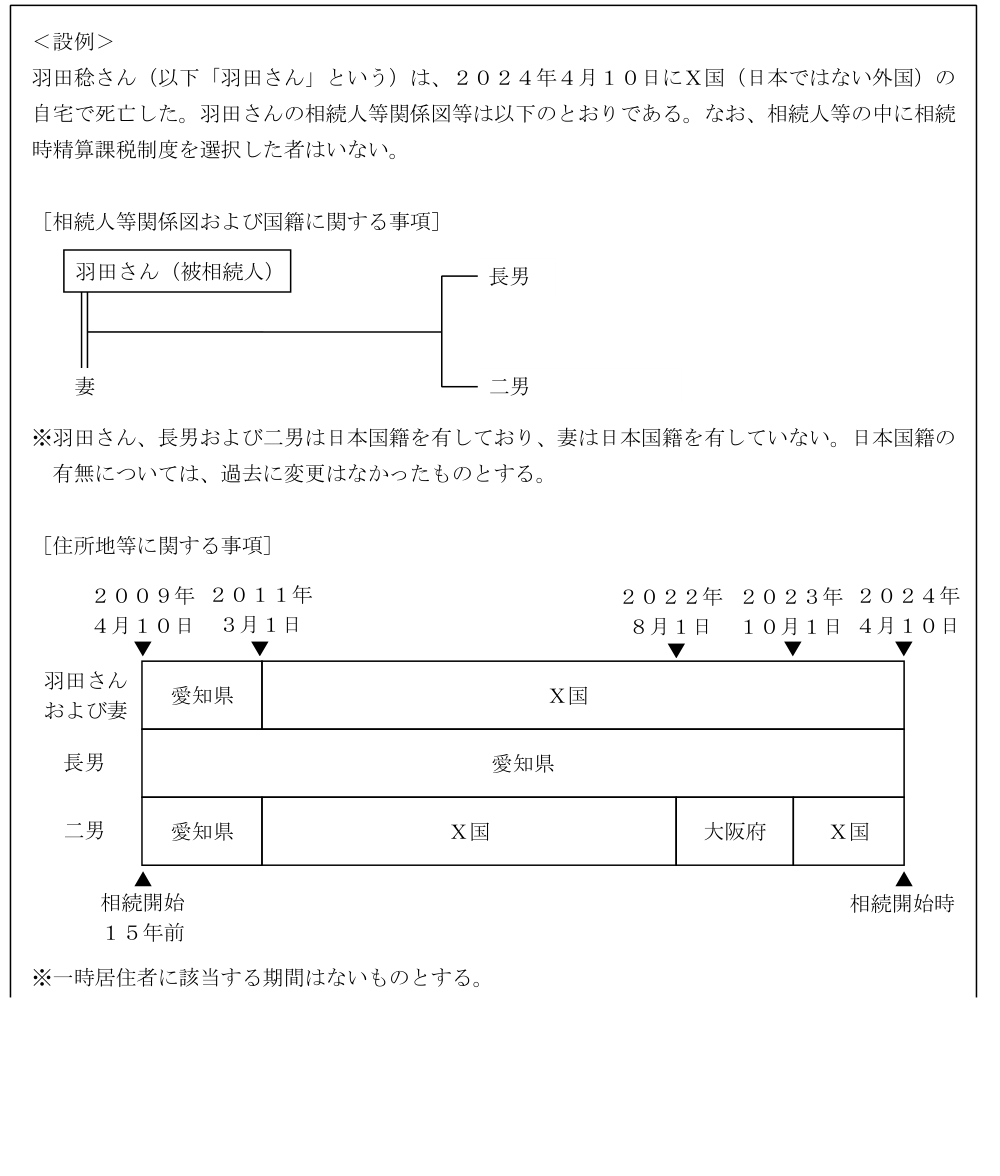 ＜設例＞
羽田稔さん（以下「羽田さん」という）は、２０２４年４月１０日にＸ国（日本ではない外国）の
自宅で死亡した。羽田さんの相続人等関係図等は以下のとおりである。なお、相続人等の中に相続
時精算課税制度を選択した者はいない。
［相続人等関係図および国籍に関する事項］
羽田さん（被相続人）
長男
妻
二男
※羽田さん、長男および二男は日本国籍を有しており、妻は日本国籍を有していない。日本国籍の
有無については、過去に変更はなかったものとする。
［住所地等に関する事項］
２００９年 ２０１１年 ２０２２年 ２０２３年 ２０２４年
４月１０日 ３月１日 ８月１日 １０月１日 ４月１０日
▼ ▼ ▼ ▼ ▼
羽田さん
および妻
愛知県 Ｘ国
長男 愛知県
二男 愛知県 Ｘ国 大阪府 Ｘ国
▲ ▲
相続開始 相続開始時
１５年前
※一時居住者に該当する期間はないものとする。